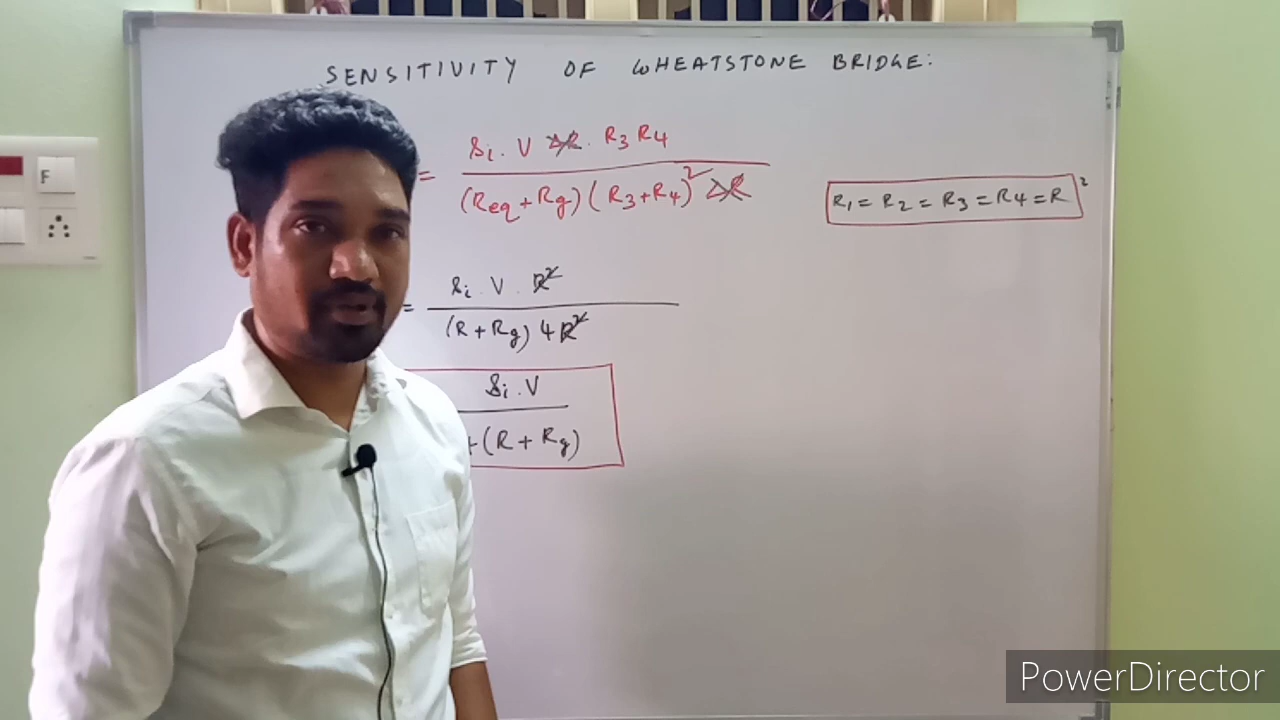 SENSITIVITY OF WHEATSTONE BRIDGE:
= Si . V ΔR . R3 R4
(Req + Rg) (R3 + R4)² ΔR
R1 = R2 = R3 = R4 = R ²
= Si . V . R²
(R + Rg) 4 R²
Si . V
(R + Rg)
F
PowerDirector